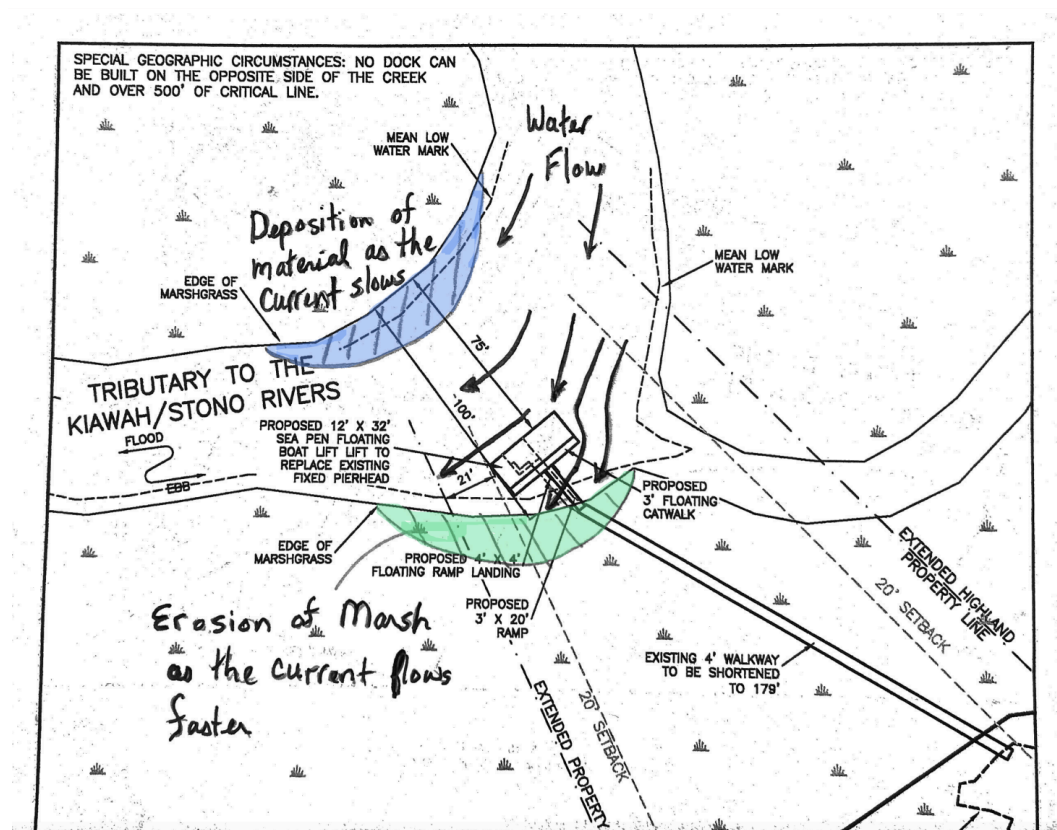 SPECIAL GEOGRAPHIC CIRCUMSTANCES: NO DOCK CAN
BE BUILT ON THE OPPOSITE SIDE OF THE CREEK
AND OVER 500' OF CRITICAL LINE.
Water
Flow
MEAN LOW
WATER MARK
Deposition of
material as the
current slows
EDGE OF
MARSHGRASS
MEAN LOW
WATER MARK
75'
100'
TRIBUTARY TO THE
KIAWAH/STONO RIVERS
FLOOD
EBB
PROPOSED 12' X 32'
SEA PEN FLOATING
BOAT LIFT LIFT TO
REPLACE EXISTING
FIXED PIERHEAD
21'
PROPOSED
3' FLOATING
CATWALK
EDGE OF
MARSHGRASS
PROPOSED 4' X 4'
FLOATING RAMP LANDING
PROPOSED
3' X 20'
RAMP
Erosion of Marsh
as the current flows
faster
EXISTING 4' WALKWAY
TO BE SHORTENED
TO 179'
EXTENDED HIGHLAND
PROPERTY LINE
20' SETBACK
EXTENDED PROPERTY
20' SETBACK